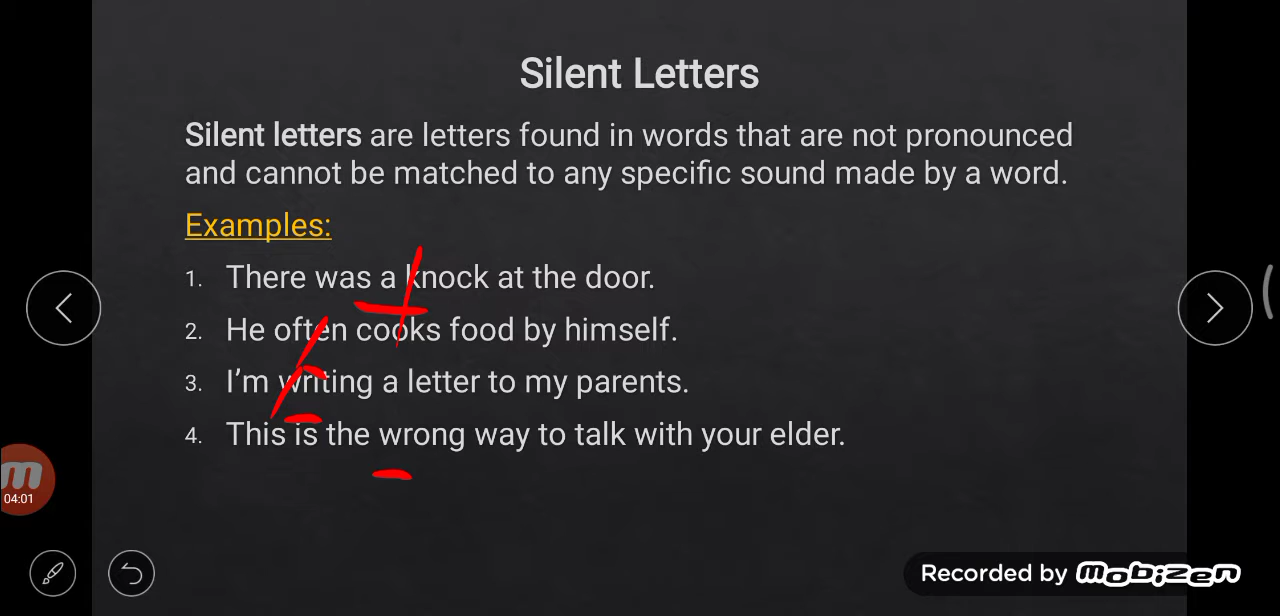 Silent Letters
Silent letters are letters found in words that are not pronounced
and cannot be matched to any specific sound made by a word.
Examples:
1. There was a knock at the door.
2. He often cooks food by himself.
3. I'm writing a letter to my parents.
4. This is the wrong way to talk with your elder.
m
04:01
Recorded by mobizen